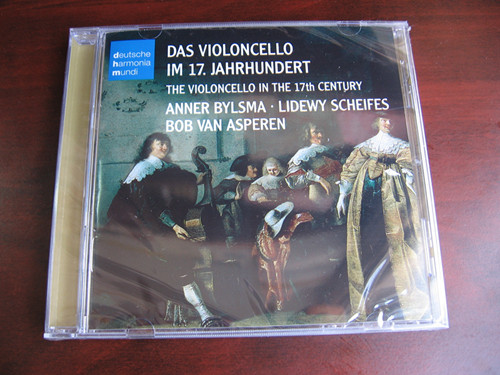 deutsche
harmonia
mundi
DAS VIOLONCELLO
IM 17. JAHRHUNDERT
THE VIOLONCELLO IN THE 17th CENTURY
ANNER BYLSMA · LIDEWY SCHEIFES
BOB VAN ASPEREN